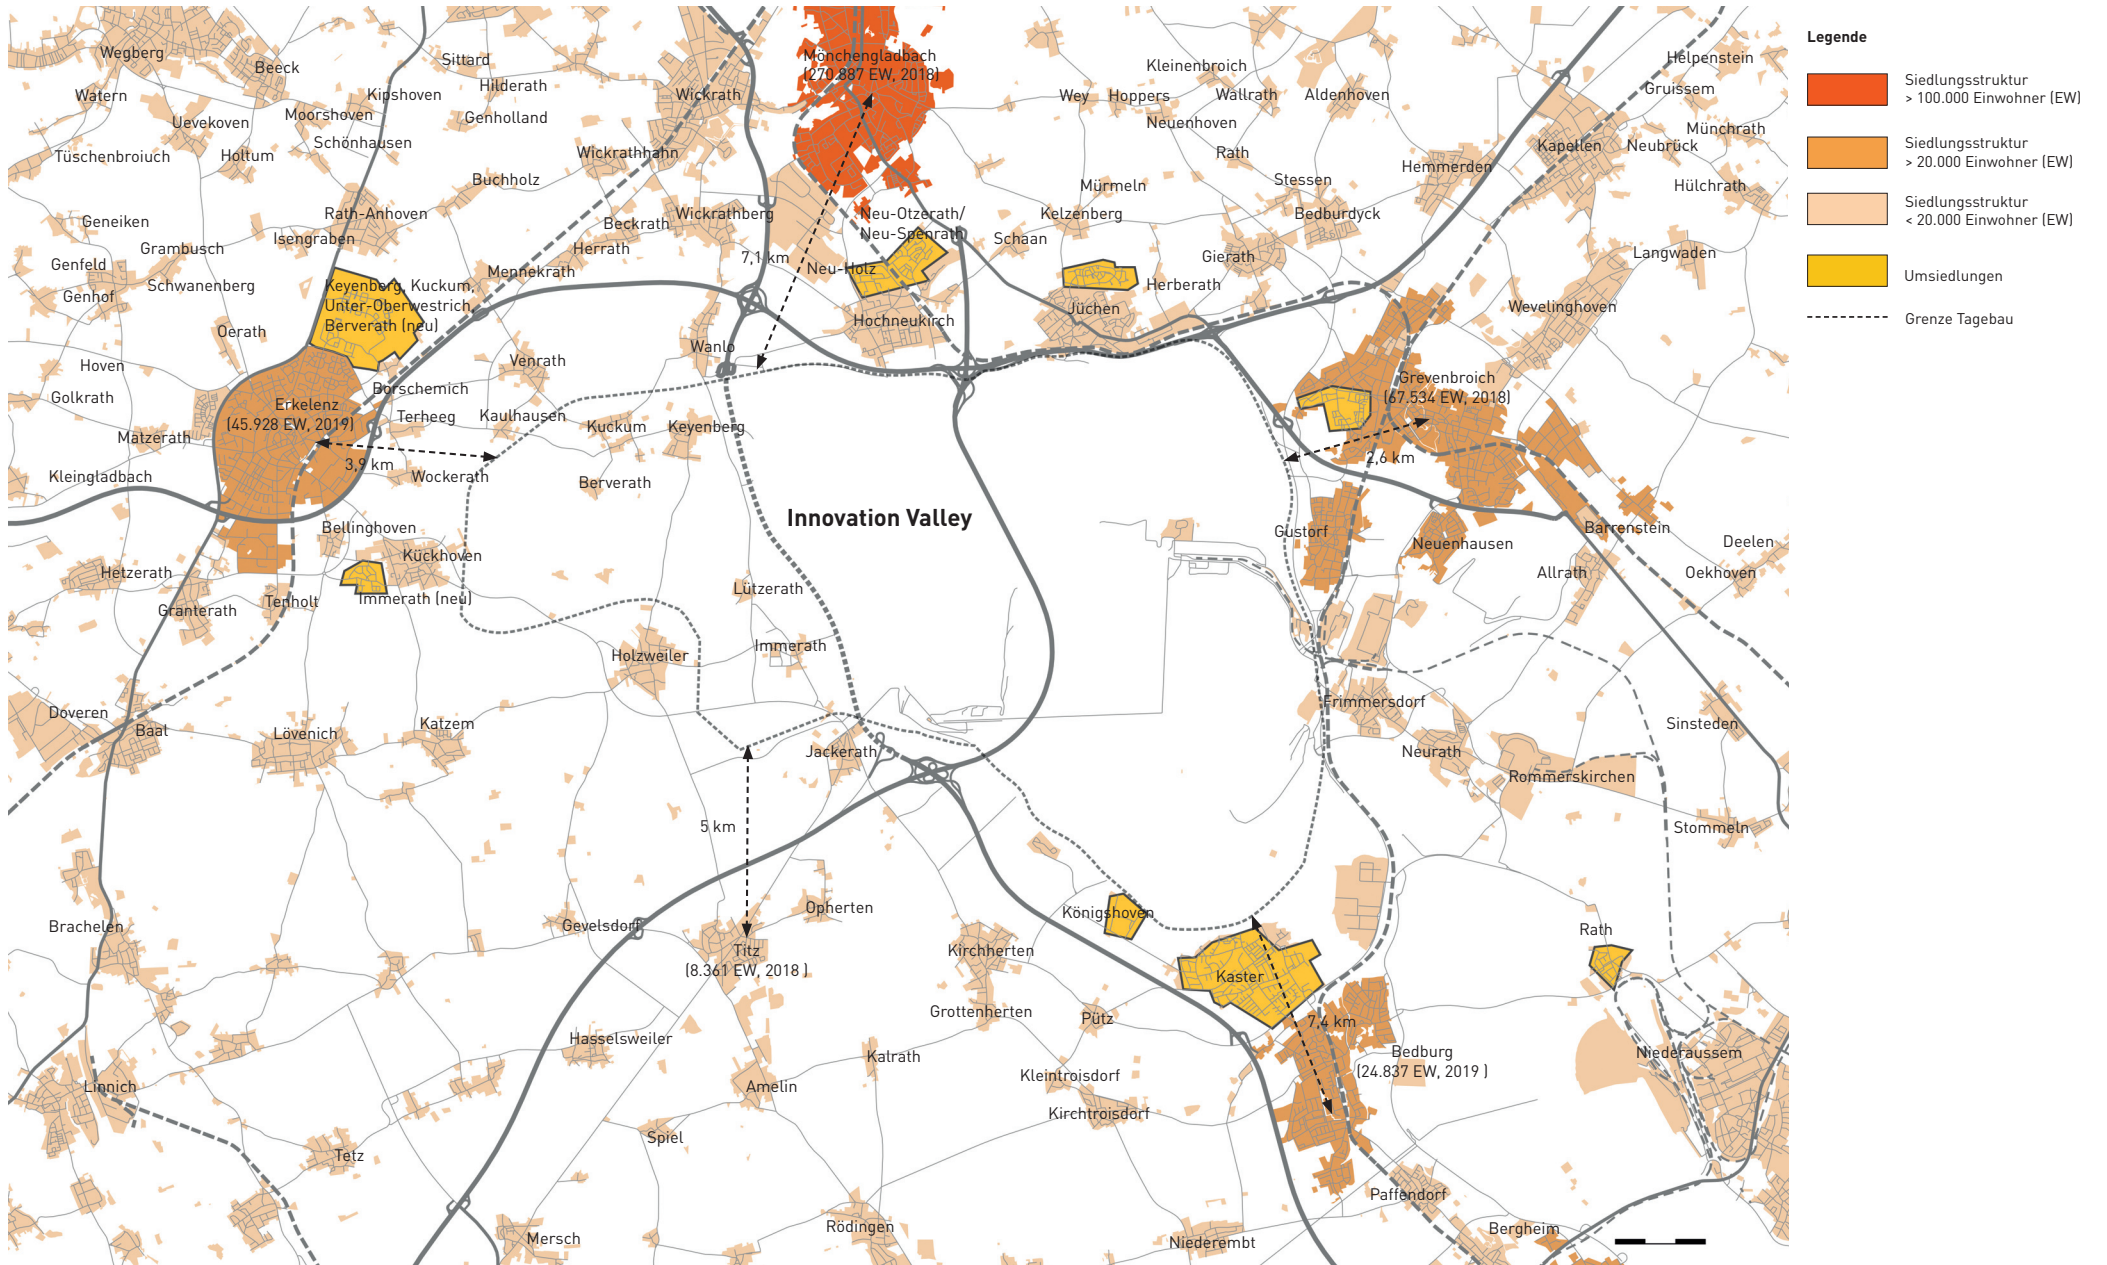 Wegberg
Beeck
Sittard
Hilderath
Watern
Kipshoven
Moorshoven
Uevekoven
Genholland
Schönhausen
Tüschenbroiuch
Holtum
Wickrath
Wickrathhahn
Buchholz
Mönchengladbach
(270.887 EW, 2018)
Kleinenbroich
Wey
Hoppers
Wallrath
Aldenhoven
Neuenhoven
Rath
Helpenstein
Gruissem
Münchrath
Kapellen
Neubrück
Hemmerden
Hülchrath
Mürmeln
Stessen
Geneiken
Rath-Anhoven
Grambusch
Isengraben
Beckrath
Wickrathberg
Herrath
Neu-Otzerath/
Neu-Spenrath
Kelzenberg
Schaan
Bedburdyck
Gierath
Langwaden
Genfeld
Schwanenberg
Genhof
Mennekrath
7,1 km
Neu-Holz
Herberath
Jüchen
Wevelinghoven
Keyenberg, Kuckum,
Unter-Oberwestrich,
Berverath (neu)
Oerath
Hochneukirch
Wanlo
Venrath
Hoven
Golkrath
Borschemich
Erkelenz
(45.928 EW, 2019)
Terheeg
Kaulhausen
Kuckum
Keyenberg
Grevenbroich
(67.534 EW, 2018)
Matzerath
3,9 km
2,6 km
Kleingladbach
Wockerath
Berverath
Innovation Valley
Bellinghoven
Kückhoven
Gustorf
Neuenhausen
Barrenstein
Deelen
Hetzerath
Immerath (neu)
Granterath
Tenholt
Lützerath
Allrath
Oekhoven
Holzweiler
Immerath
Doveren
Baal
Lövenich
Katzem
Jackerath
Frimmersdorf
Neurath
Sinsteden
Rommerskirchen
5 km
Stommeln
Brachelen
Gevelsdorf
Opherten
Titz
(8.361 EW, 2018 )
Kirchherten
Königshoven
Kaster
Rath
Grottenherten
Pütz
7,4 km
Hasselsweiler
Kalrath
Bedburg
(24.837 EW, 2019 )
Niederaussem
Linnich
Amelin
Kleintroisdorf
Kirchtroisdorf
Spiel
Tetz
Paffendorf
Mersch
Rödingen
Niederembt
Bergheim
Legende
Siedlungsstruktur
> 100.000 Einwohner (EW)
Siedlungsstruktur
> 20.000 Einwohner (EW)
Siedlungsstruktur
< 20.000 Einwohner (EW)
Umsiedlungen
Grenze Tagebau